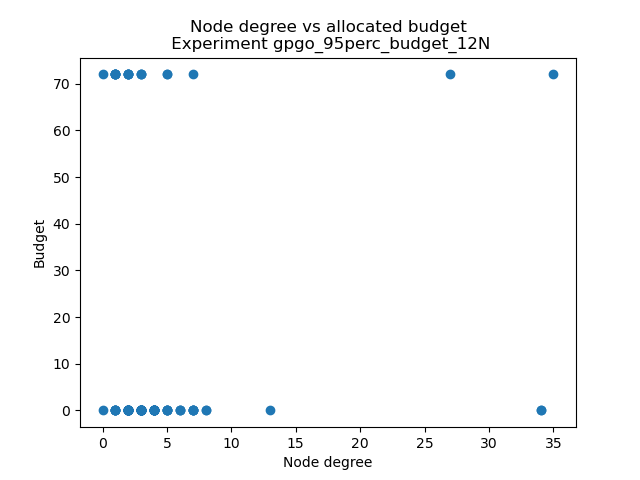 Node degree vs allocated budget
Experiment gpgo_95perc_budget_12N
70
60
50
40
30
20
10
0
Budget
0 5 10 15 20 25 30 35
Node degree